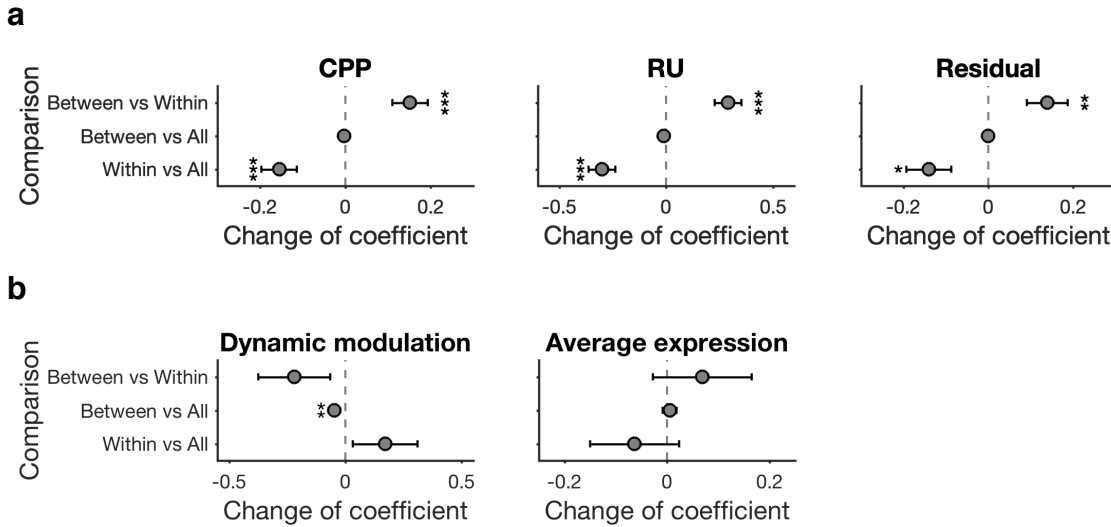 a
CPP
RU
Residual
Comparison
Between vs Within
***
***
**
Between vs All
Within vs All
***
***
*
-0.2 0 0.2
-0.5 0 0.5
-0.2 0 0.2
Change of coefficient
Change of coefficient
Change of coefficient
b
Dynamic modulation
Average expression
Comparison
Between vs Within
Between vs All
**
Within vs All
-0.5 0 0.5
-0.2 0 0.2
Change of coefficient
Change of coefficient